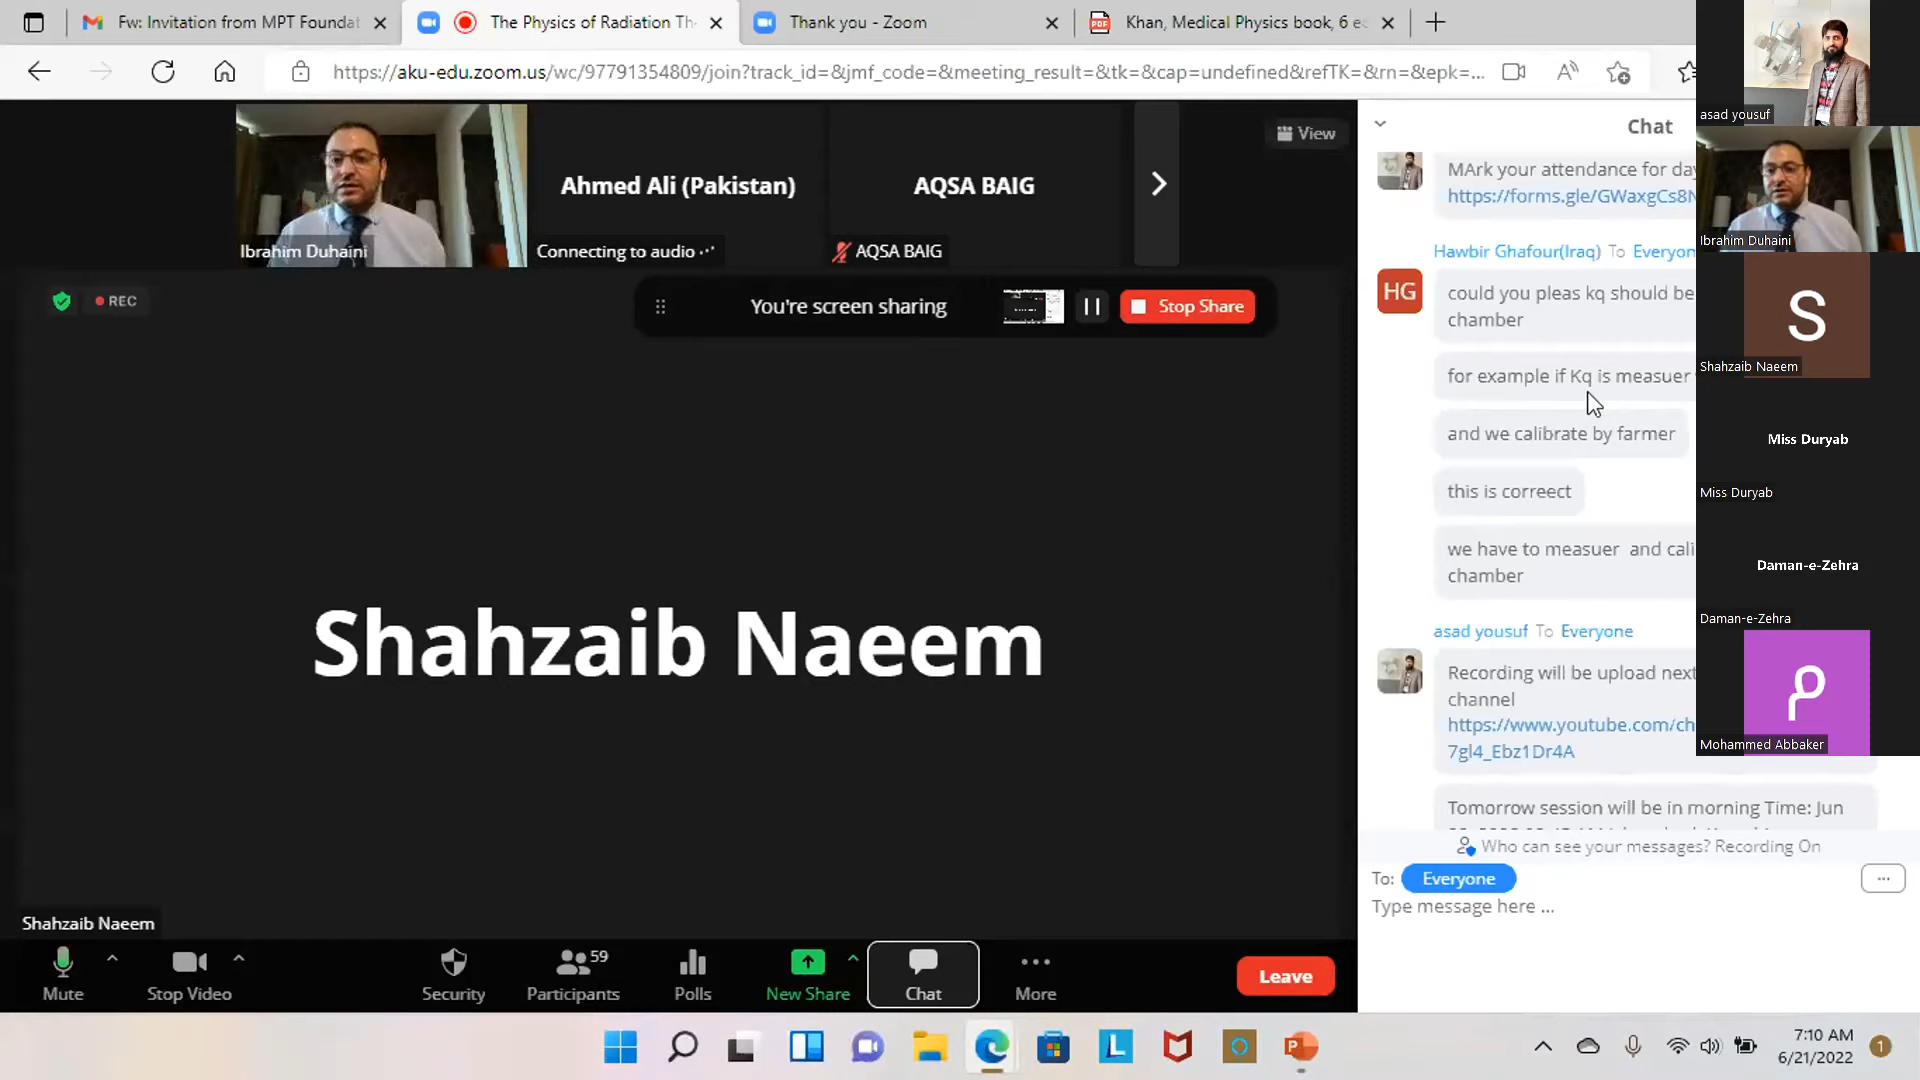 Fw: Invitation from MPT Foundat
The Physics of Radiation Th
Thank you - Zoom
Khan, Medical Physics book, 6 e
https://aku-edu.zoom.us/wc/97791354809/join?track_id=&jmf_code=&meeting_result=&tk=&cap=undefined&refTK=&rn=&epk=...
Ibrahim Duhaini
Ahmed Ali (Pakistan)
Connecting to audio
AQSA BAIG
AQSA BAIG
View
REC
You're screen sharing
Stop Share
Shahzaib Naeem
Shahzaib Naeem
Mute
Stop Video
Security
59
Participants
Polls
New Share
Chat
More
Leave
Chat
MArk your attendance for day
https://forms.gle/GWaxgCs8N
Hawbir Ghafour(Iraq) To Everyon
HG
could you pleas kq should be
chamber
for example if Kq is measuer
and we calibrate by farmer
this is correect
we have to measuer and cali
chamber
asad yousuf To Everyone
Recording will be upload next
channel
https://www.youtube.com/ch
7gl4_Ebz1Dr4A
Tomorrow session will be in morning Time: Jun
Who can see your messages? Recording On
To: Everyone
Type message here ...
asad yousuf
Ibrahim Duhaini
S
Shahzaib Naeem
Miss Duryab
Miss Duryab
Daman-e-Zehra
Daman-e-Zehra
م
Mohammed Abbaker
7:10 AM
6/21/2022
1